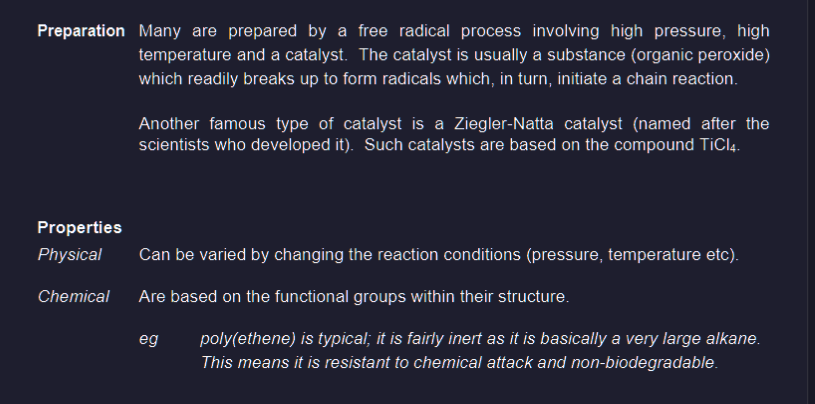 Preparation Many are prepared by a free radical process involving high pressure, high
temperature and a catalyst. The catalyst is usually a substance (organic peroxide)
which readily breaks up to form radicals which, in turn, initiate a chain reaction.
Another famous type of catalyst is a Ziegler-Natta catalyst (named after the
scientists who developed it). Such catalysts are based on the compound TiCl₄.
Properties
Physical Can be varied by changing the reaction conditions (pressure, temperature etc).
Chemical Are based on the functional groups within their structure.
eg poly(ethene) is typical; it is fairly inert as it is basically a very large alkane.
This means it is resistant to chemical attack and non-biodegradable.